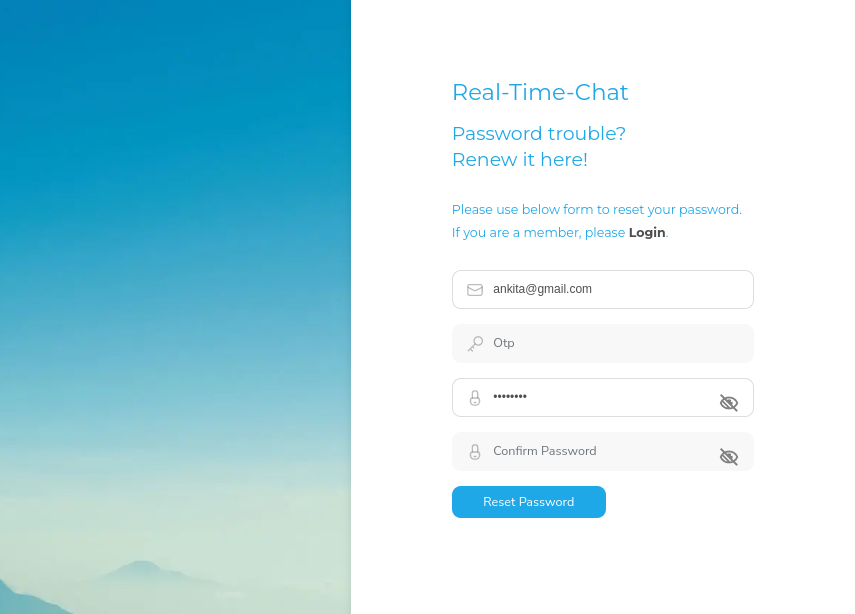 Real-Time-Chat
Password trouble?
Renew it here!
Please use below form to reset your password.
If you are a member, please Login.
ankita@gmail.com
Otp
••••••••
Confirm Password
Reset Password